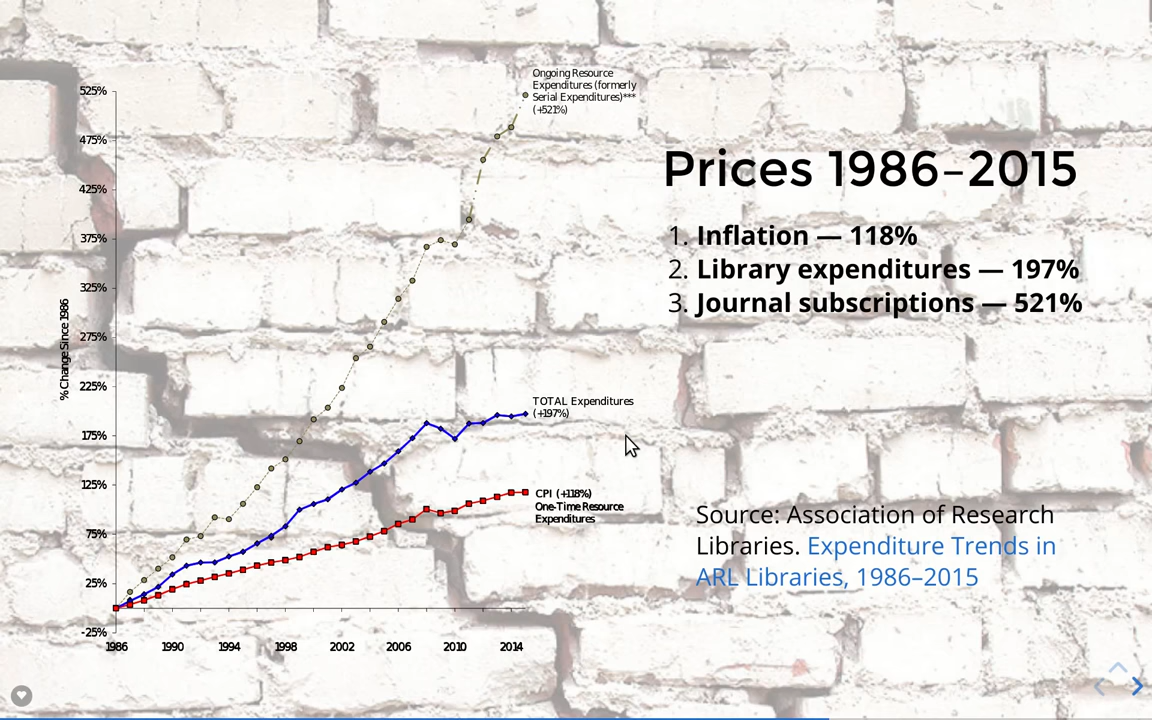 Ongoing Resource
Expenditures (formerly
Serial Expenditures)***
(+521%)
525%
475%
425%
375%
325%
275%
225%
175%
125%
75%
25%
-25%
% Change Since 1986
TOTAL Expenditures
(+197%)
CPI (+118%)
One-Time Resource
Expenditures
1986 1990 1994 1998 2002 2006 2010 2014
Prices 1986–2015
1. Inflation — 118%
2. Library expenditures — 197%
3. Journal subscriptions — 521%
Source: Association of Research
Libraries. Expenditure Trends in
ARL Libraries, 1986–2015